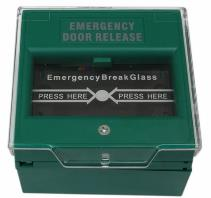 EMERGENCY
DOOR RELEASE
EmergencyBreakGlass
PRESS HERE PRESS HERE